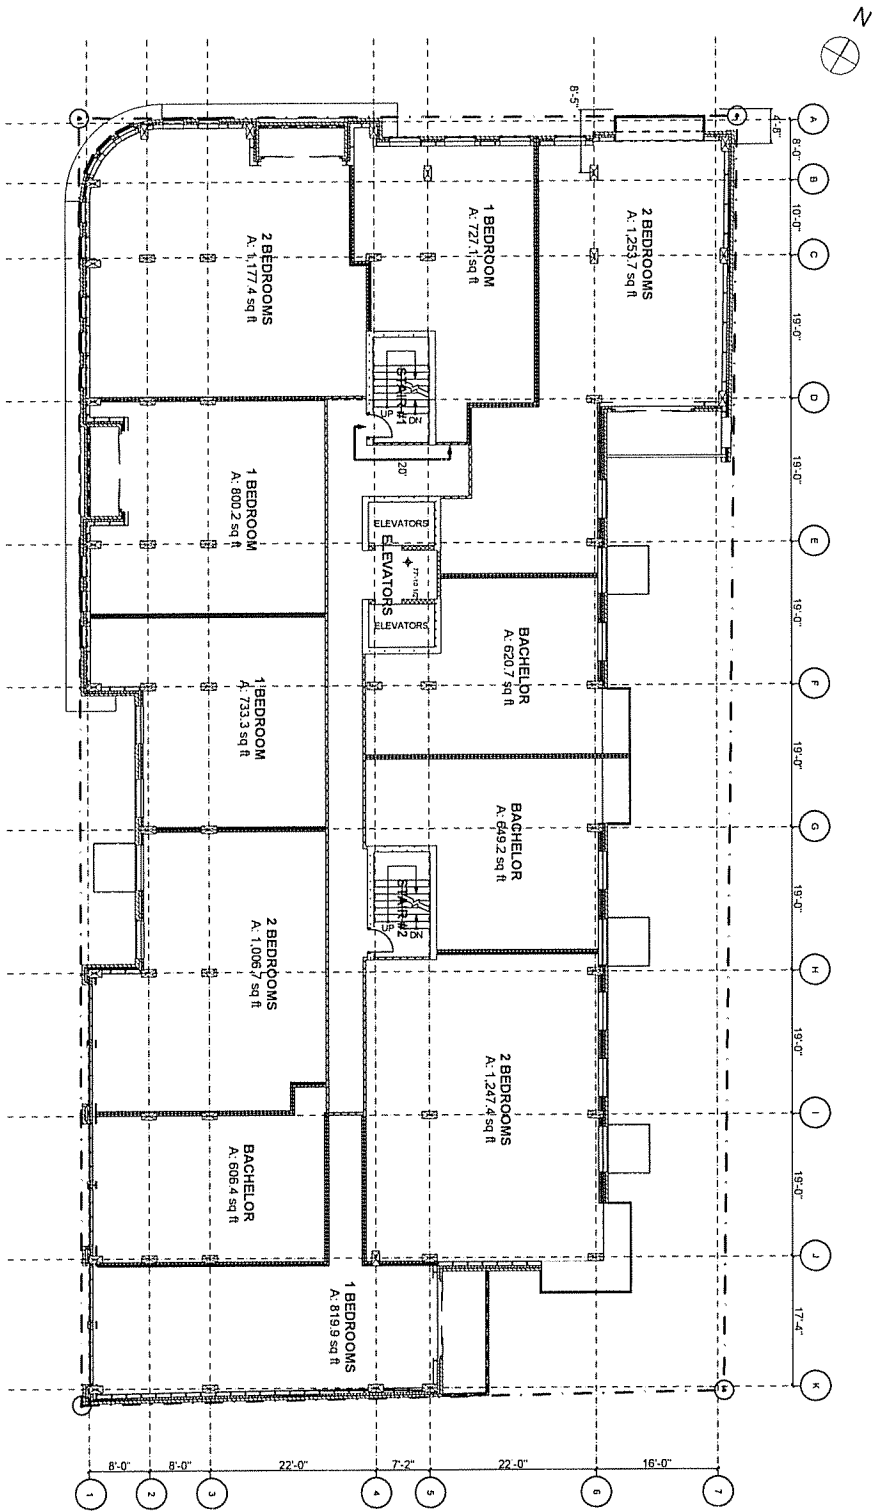 N
A
B
C
D
E
F
G
H
I
J
K
8'-5"
4'-8"
8'-0"
10'-0"
19'-0"
19'-0"
19'-0"
19'-0"
19'-0"
19'-0"
19'-0"
17'-4"
2 BEDROOMS
A: 1,253.7 sq ft
1 BEDROOM
A: 727.1 sq ft
2 BEDROOMS
A: 1,177.4 sq ft
STAIR #1
UP
DN
20'
1 BEDROOM
A: 800.2 sq ft
ELEVATORS
ELEVATORS
ELEVATORS
BACHELOR
A: 620.7 sq ft
1 BEDROOM
A: 733.3 sq ft
BACHELOR
A: 649.2 sq ft
STAIR #2
UP
DN
2 BEDROOMS
A: 1,006.7 sq ft
2 BEDROOMS
A: 1,247.4 sq ft
BACHELOR
A: 606.4 sq ft
1 BEDROOMS
A: 819.9 sq ft
8'-0"
8'-0"
22'-0"
7'-2"
22'-0"
16'-0"
1
2
3
4
5
6
7